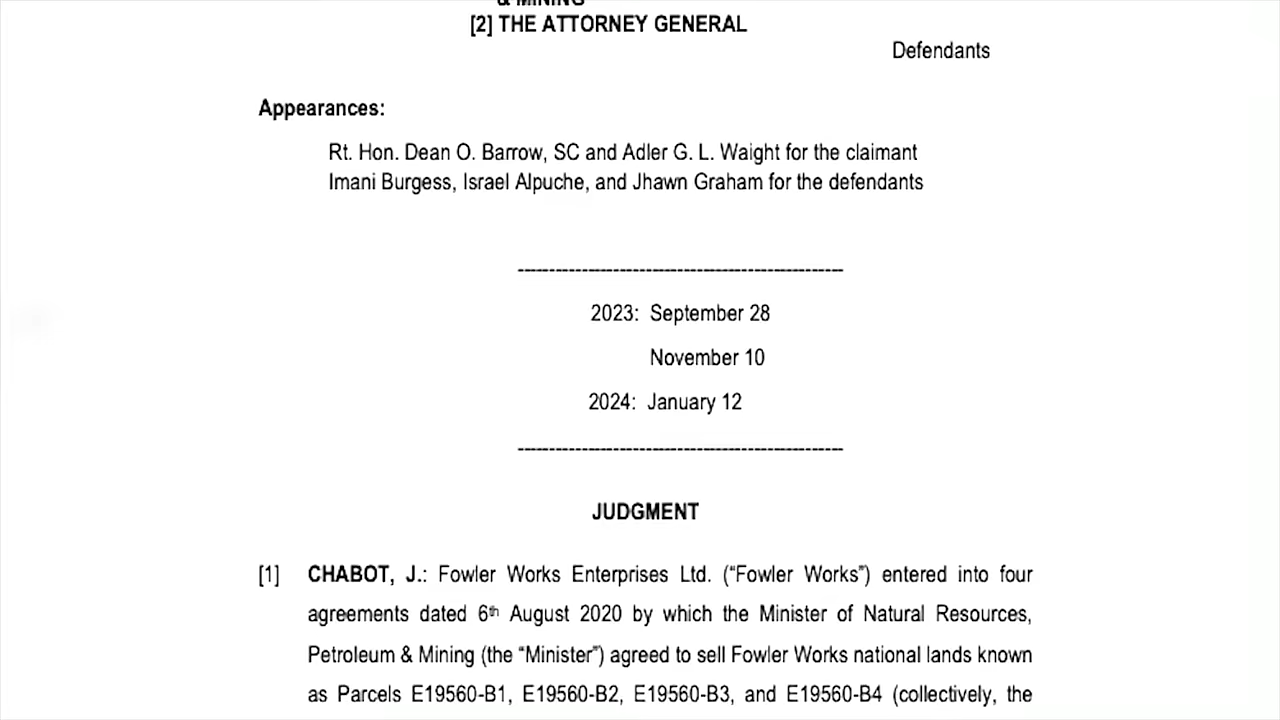 & MINING
[2] THE ATTORNEY GENERAL
Defendants
Appearances:
Rt. Hon. Dean O. Barrow, SC and Adler G. L. Waight for the claimant
Imani Burgess, Israel Alpuche, and Jhawn Graham for the defendants
----------------------------------------------------
2023: September 28
November 10
2024: January 12
----------------------------------------------------
JUDGMENT
[1] CHABOT, J.: Fowler Works Enterprises Ltd. (“Fowler Works”) entered into four
agreements dated 6th August 2020 by which the Minister of Natural Resources,
Petroleum & Mining (the “Minister”) agreed to sell Fowler Works national lands known
as Parcels E19560-B1, E19560-B2, E19560-B3, and E19560-B4 (collectively, the